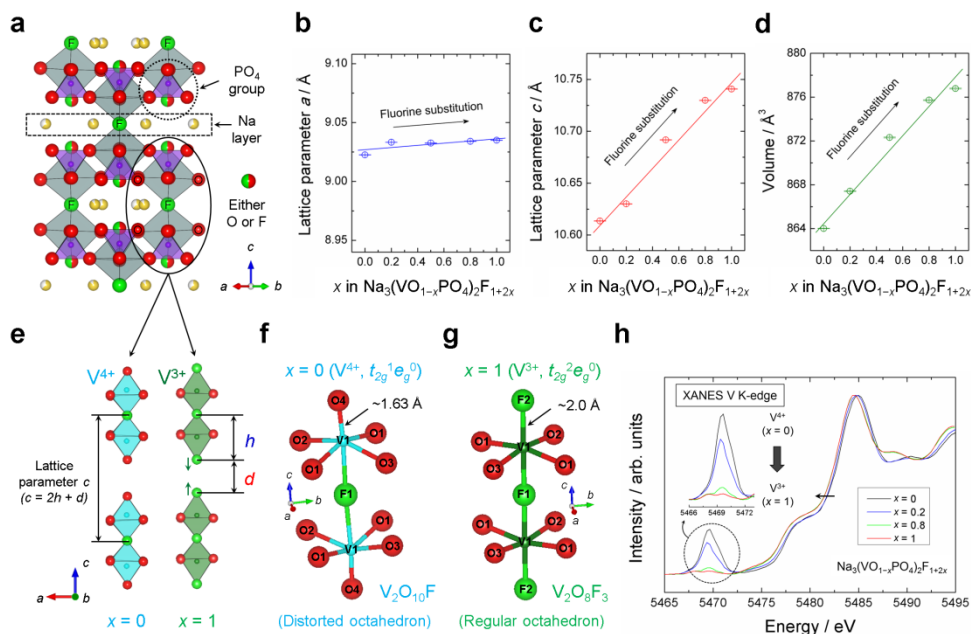 a
F
F
PO₄
group
F
Na
layer
F
F
Either
O or F
F
c
a
b
b
Lattice parameter a / Å
9.10
9.05
9.00
8.95
Fluorine substitution
0.0 0.2 0.4 0.6 0.8 1.0
x in Na₃(VO₁₋ₓPO₄)₂F₁₊₂ₓ
c
Lattice parameter c / Å
10.75
10.70
10.65
10.60
Fluorine substitution
0.0 0.2 0.4 0.6 0.8 1.0
x in Na₃(VO₁₋ₓPO₄)₂F₁₊₂ₓ
d
Volume / Å³
880
876
872
868
864
Fluorine substitution
0.0 0.2 0.4 0.6 0.8 1.0
x in Na₃(VO₁₋ₓPO₄)₂F₁₊₂ₓ
e
V⁴⁺ V³⁺
h
Lattice
parameter c
(c = 2h + d)
d
c
a
b
x = 0 x = 1
f
x = 0 (V⁴⁺, t₂g¹eg⁰)
O4
~1.63 Å
O2 V1 O1
O1 O3
c
b
a
F1
O1
O3 V1 O1
O2
O4
V₂O₁₀F
(Distorted octahedron)
g
x = 1 (V³⁺, t₂g²eg⁰)
F2
~2.0 Å
O1 O2
V1
O1 O3
c
b
a
F1
O1 O2
V1
O1 O3
F2
V₂O₈F₃
(Regular octahedron)
h
Intensity / arb. units
XANES V K-edge
V⁴⁺
(x = 0)
V³⁺
(x = 1)
5466 5469 5472
x = 0
x = 0.2
x = 0.8
x = 1
Na₃(VO₁₋ₓPO₄)₂F₁₊₂ₓ
5465 5470 5475 5480 5485 5490 5495
Energy / eV